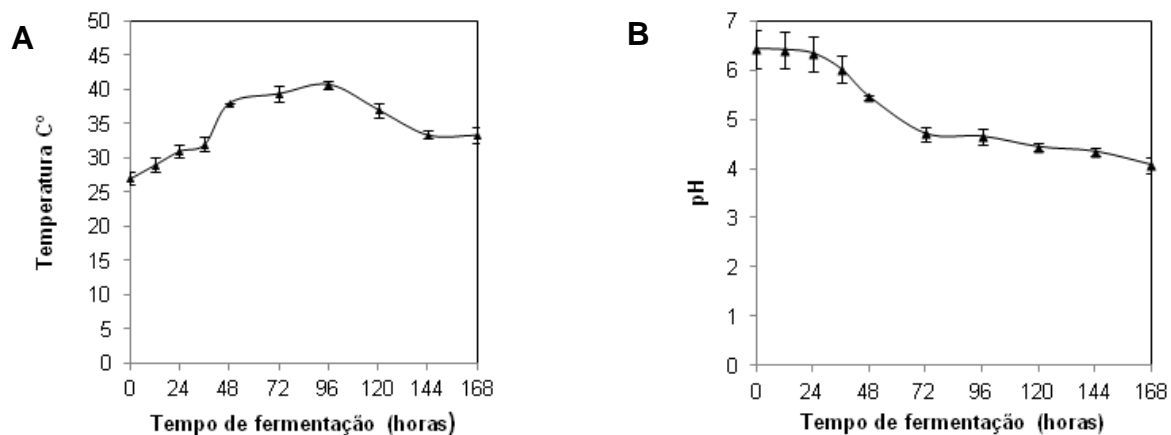 A
Temperatura C°
50
45
40
35
30
25
20
15
10
5
0
0 24 48 72 96 120 144 168
Tempo de fermentação (horas)
B
pH
7
6
5
4
3
2
1
0
0 24 48 72 96 120 144 168
Tempo de fermentação (horas)